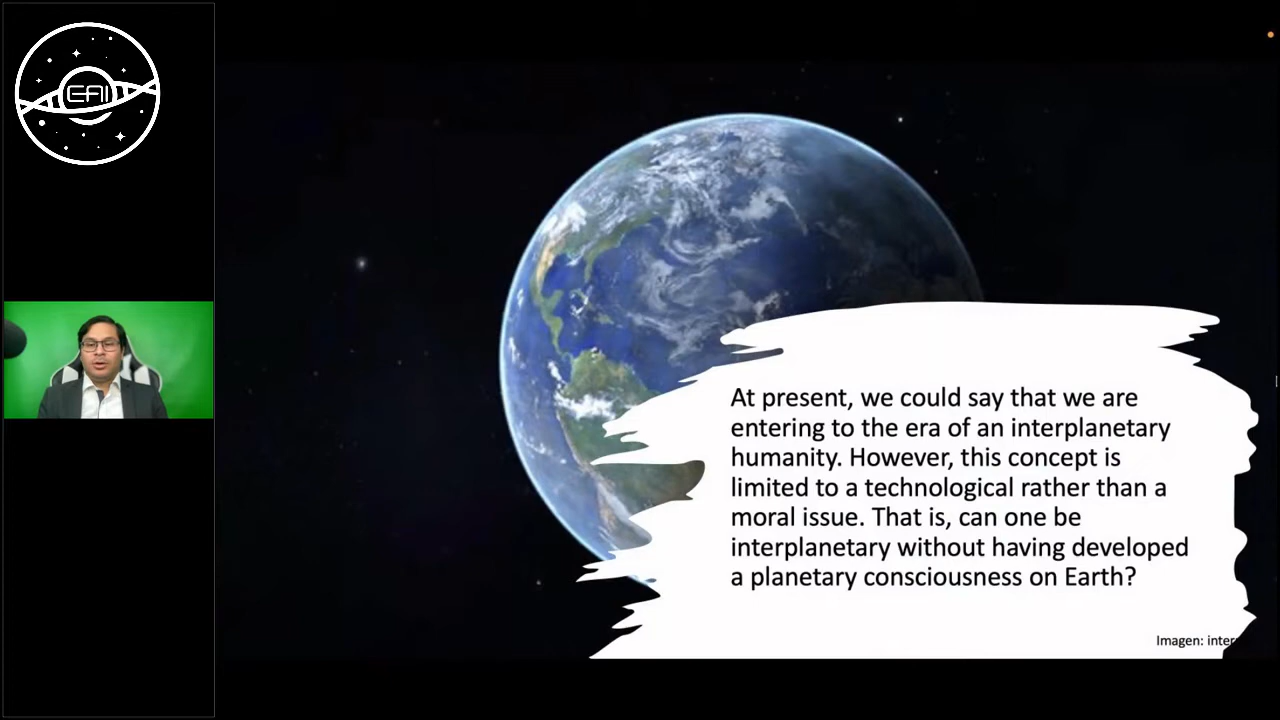 EAI
At present, we could say that we are
entering to the era of an interplanetary
humanity. However, this concept is
limited to a technological rather than a
moral issue. That is, can one be
interplanetary without having developed
a planetary consciousness on Earth?
Imagen: